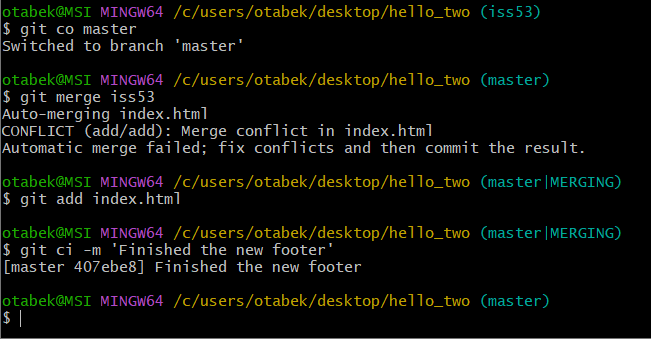 otabek@MSI MINGW64 /c/users/otabek/desktop/hello_two (iss53)
$ git co master
Switched to branch 'master'
otabek@MSI MINGW64 /c/users/otabek/desktop/hello_two (master)
$ git merge iss53
Auto-merging index.html
CONFLICT (add/add): Merge conflict in index.html
Automatic merge failed; fix conflicts and then commit the result.
otabek@MSI MINGW64 /c/users/otabek/desktop/hello_two (master|MERGING)
$ git add index.html
otabek@MSI MINGW64 /c/users/otabek/desktop/hello_two (master|MERGING)
$ git ci -m 'Finished the new footer'
[master 407ebe8] Finished the new footer
otabek@MSI MINGW64 /c/users/otabek/desktop/hello_two (master)
$